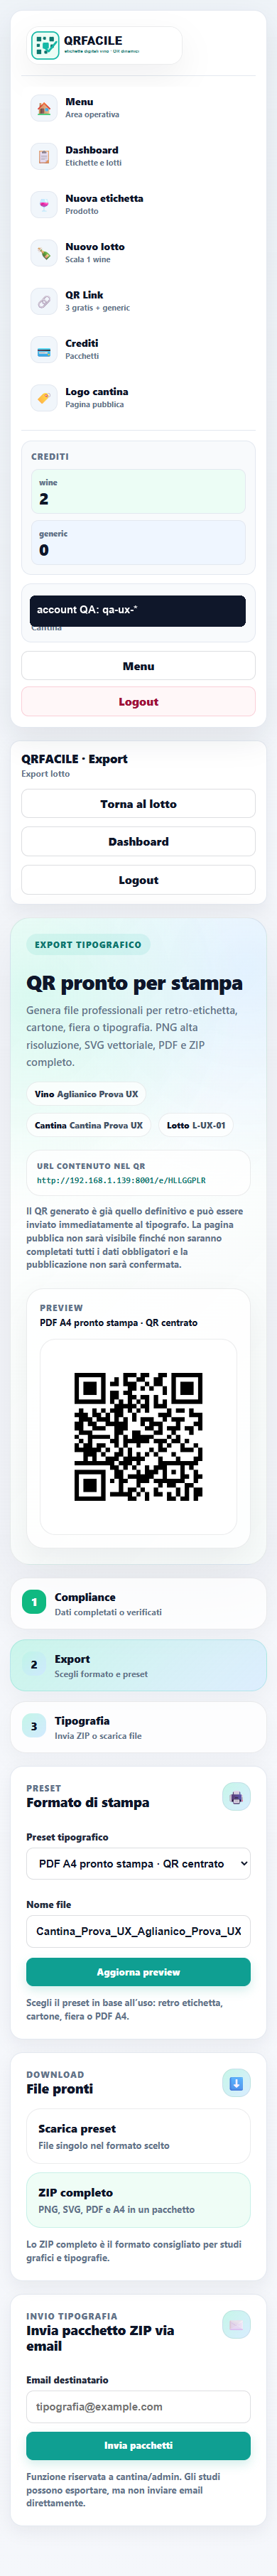 QRFACILE
etichette digitali vino · QR dinamici
Menu
Area operativa
Dashboard
Etichette e lotti
Nuova etichetta
Prodotto
Nuovo lotto
Scala 1 wine
QR Link
3 gratis + generic
Crediti
Pacchetti
Logo cantina
Pagina pubblica
CREDITI
wine
2
generic
0
account QA: qa-ux-*
Cantina
Menu
Logout
QRFACILE · Export
Export lotto
Torna al lotto
Dashboard
Logout
EXPORT TIPOGRAFICO
QR pronto per stampa
Genera file professionali per retro-etichetta,
cartone, fiera o tipografia. PNG alta
risoluzione, SVG vettoriale, PDF e ZIP
completo.
Vino Aglianico Prova UX
Cantina Cantina Prova UX
Lotto L-UX-01
URL CONTENUTO NEL QR
http://192.168.1.139:8001/e/HLLGGPLR
Il QR generato è già quello definitivo e può essere
inviato immediatamente al tipografo. La pagina
pubblica non sarà visibile finché non saranno
completati tutti i dati obbligatori e la
pubblicazione non sarà confermata.
PREVIEW
PDF A4 pronto stampa · QR centrato
1
Compliance
Dati completati o verificati
2
Export
Scegli formato e preset
3
Tipografia
Invia ZIP o scarica file
PRESET
Formato di stampa
Preset tipografico
PDF A4 pronto stampa · QR centrato
Nome file
Cantina_Prova_UX_Aglianico_Prova_UX
Aggiorna preview
Scegli il preset in base all'uso: retro etichetta,
cartone, fiera o PDF A4.
DOWNLOAD
File pronti
Scarica preset
File singolo nel formato scelto
ZIP completo
PNG, SVG, PDF e A4 in un pacchetto
Lo ZIP completo è il formato consigliato per studi
grafici e tipografie.
INVIO TIPOGRAFIA
Invia pacchetto ZIP via
email
Email destinatario
tipografia@example.com
Invia pacchetti
Funzione riservata a cantina/admin. Gli studi
possono esportare, ma non inviare email
direttamente.